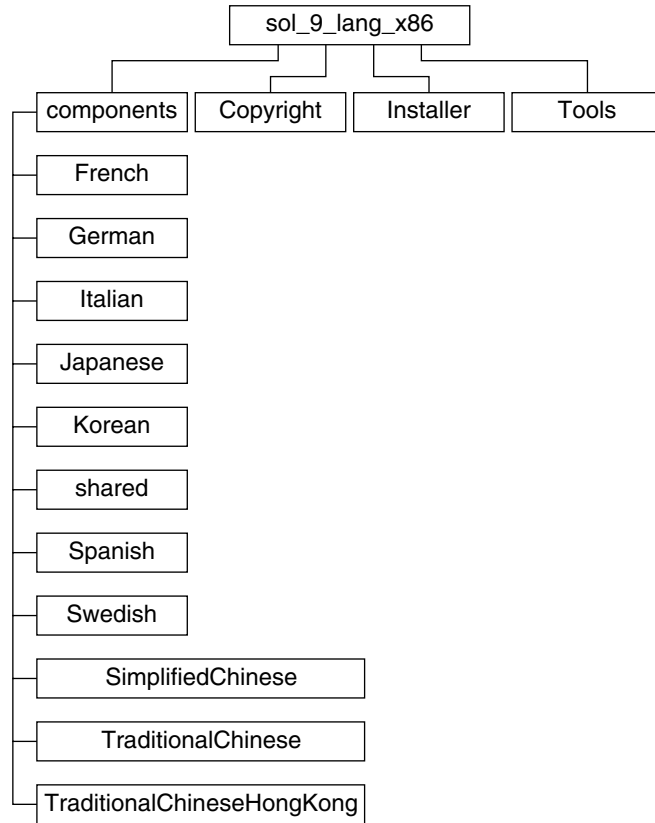 sol_9_lang_x86
components
Copyright
Installer
Tools
French
German
Italian
Japanese
Korean
shared
Spanish
Swedish
SimplifiedChinese
TraditionalChinese
TraditionalChineseHongKong